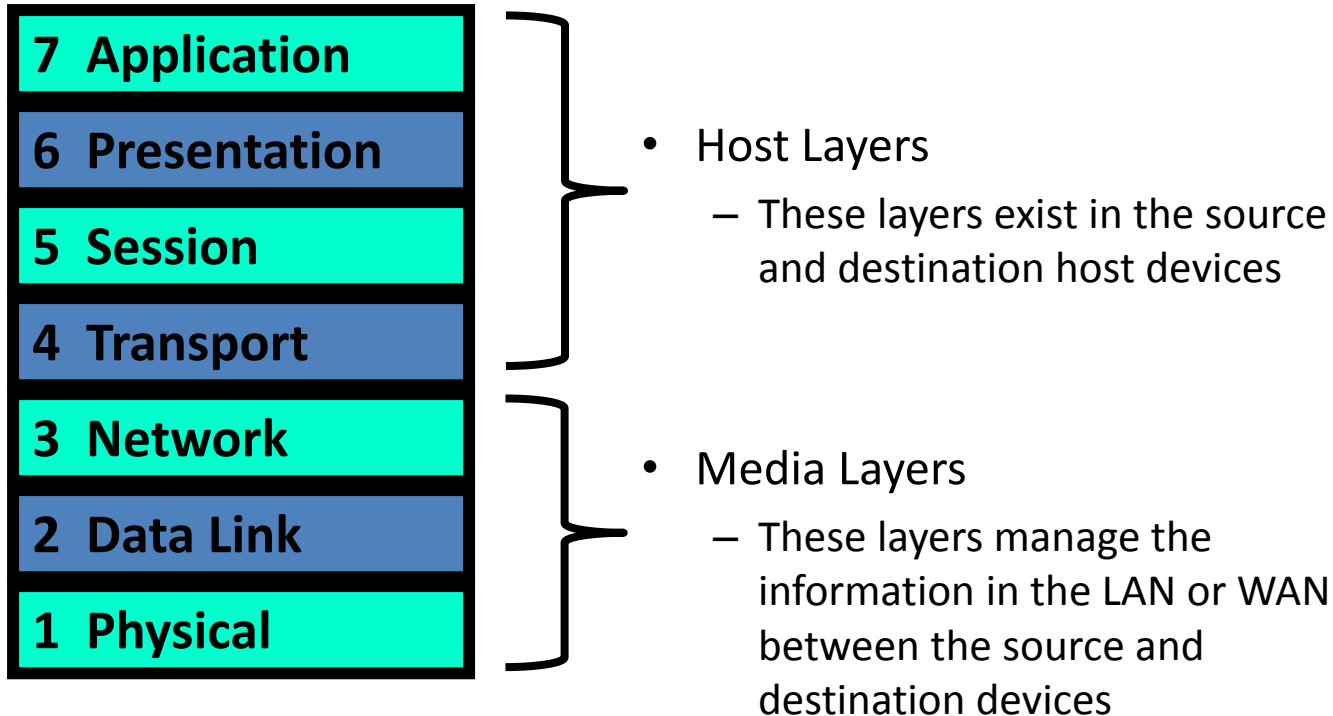 7 Application
6 Presentation
5 Session
4 Transport
3 Network
2 Data Link
1 Physical
• Host Layers
– These layers exist in the source
and destination host devices
• Media Layers
– These layers manage the
information in the LAN or WAN
between the source and
destination devices